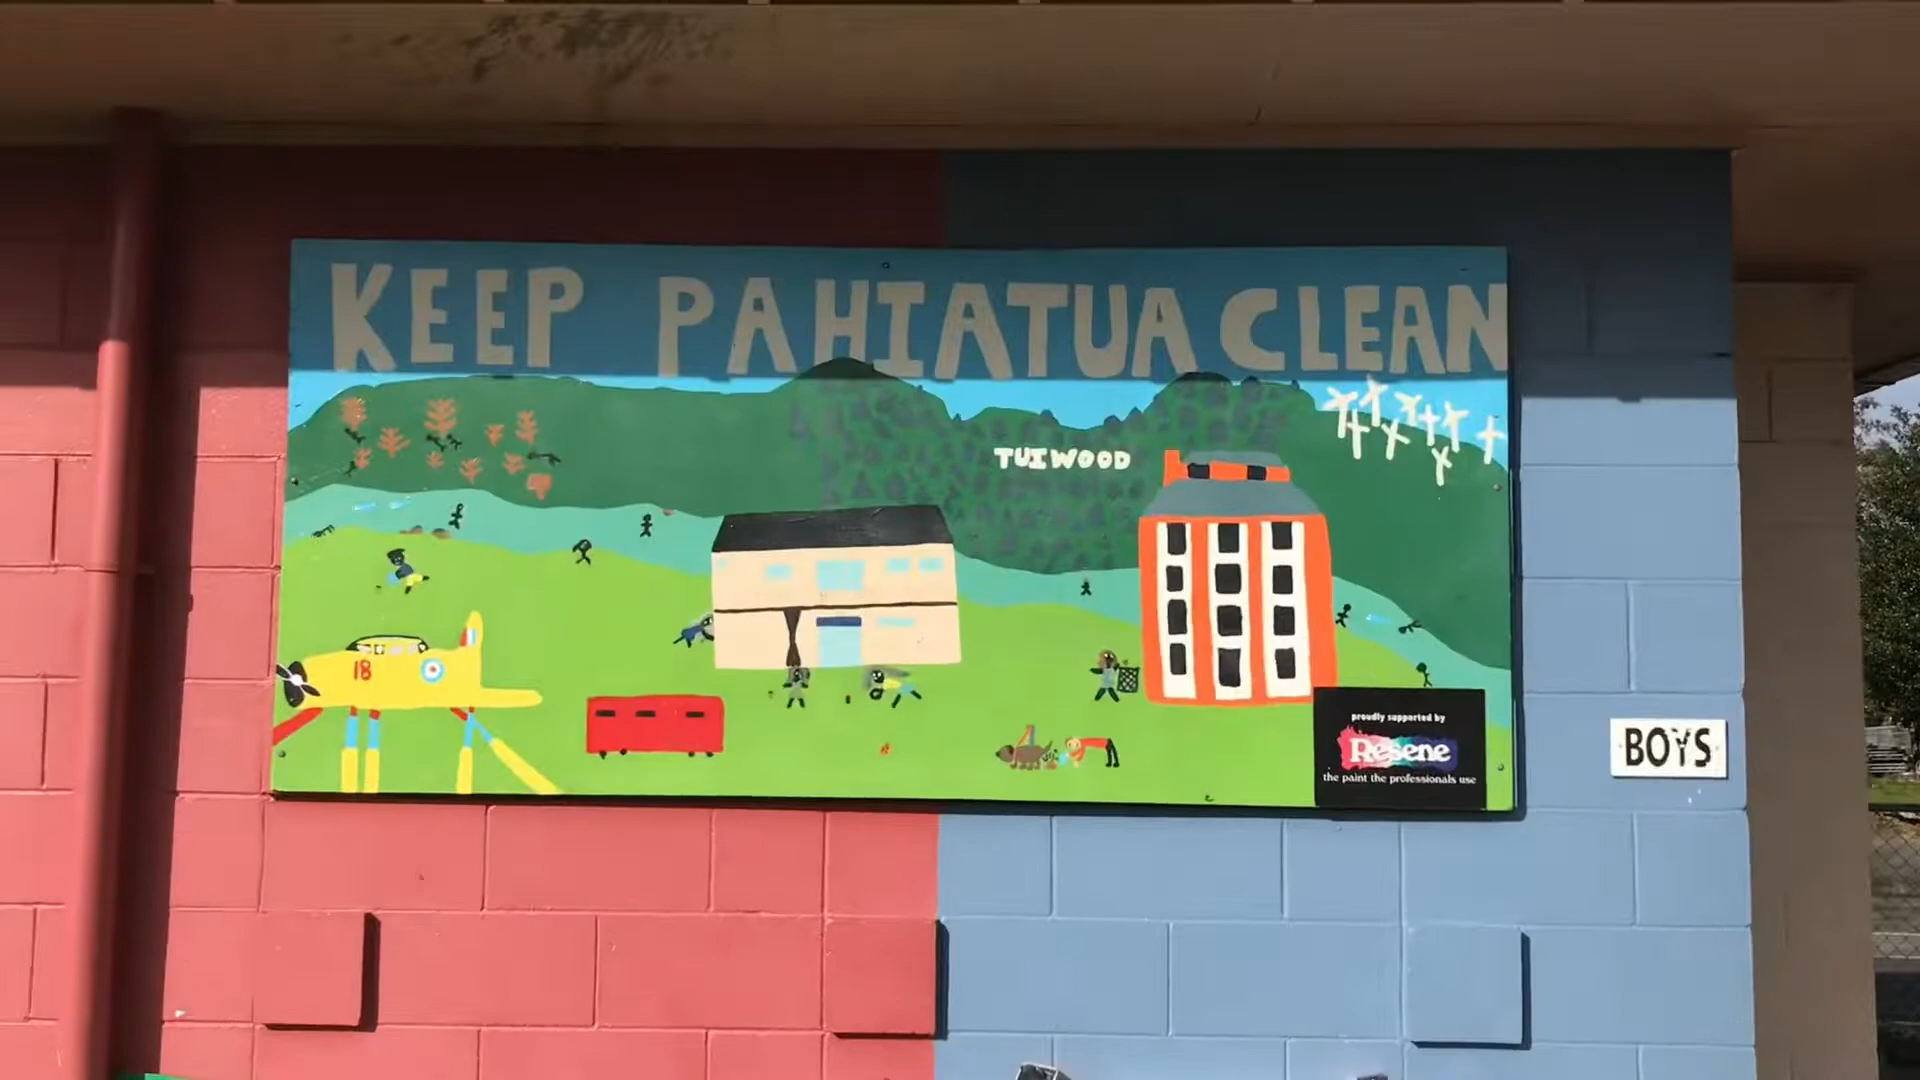 KEEP PAHIATUA CLEAN
TUIWOOD
18
proudly supported by
Resene
the paint the professionals use
BOYS